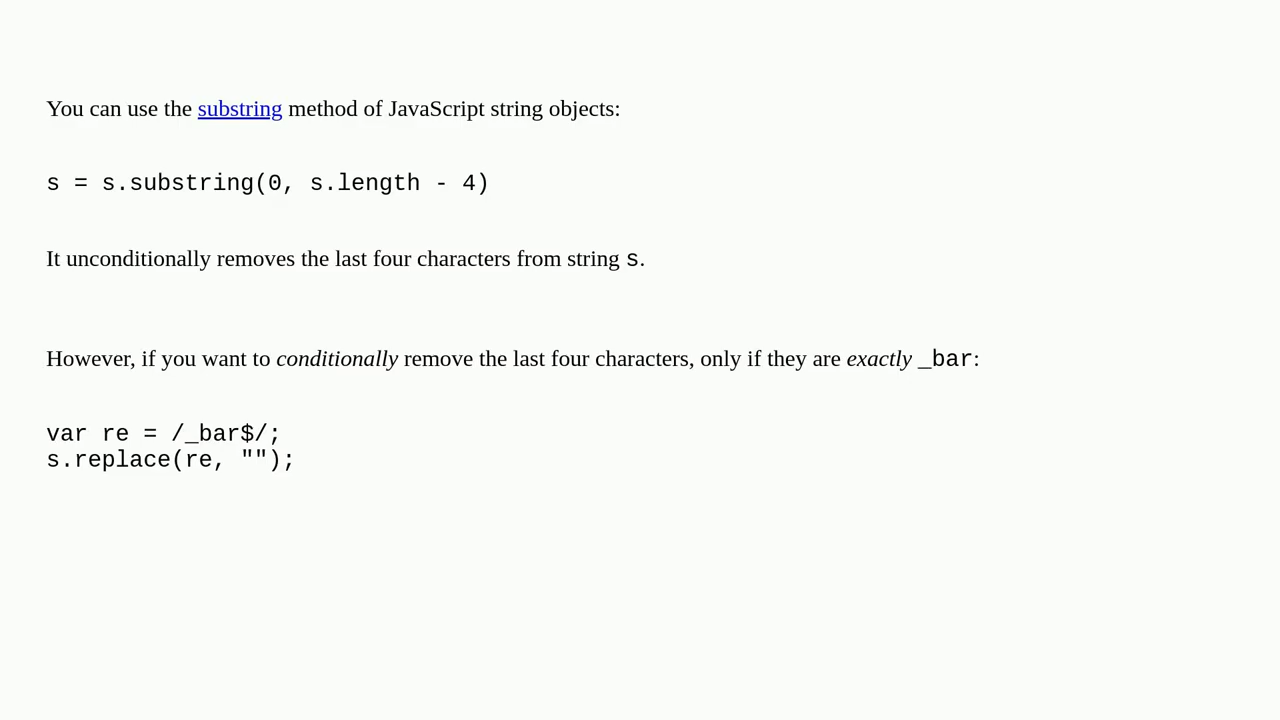 You can use the substring method of JavaScript string objects:
s = s.substring(0, s.length - 4)
It unconditionally removes the last four characters from string s.
However, if you want to conditionally remove the last four characters, only if they are exactly _bar:
var re = /_bar$/;
s.replace(re, "");